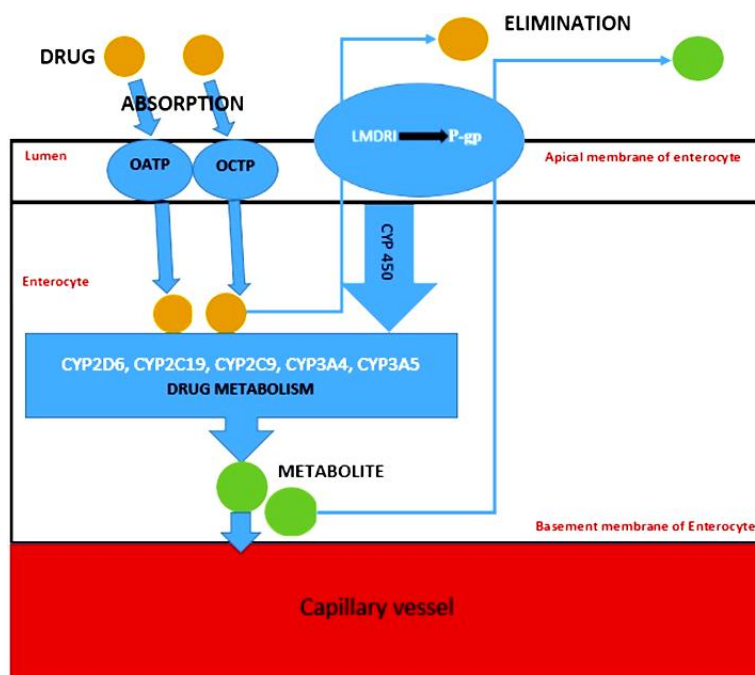 ELIMINATION
DRUG
ABSORPTION
LMDRI P-gp
Lumen
OATP
OCTP
Apical membrane of enterocyte
CYP 450
Enterocyte
CYP2D6, CYP2C19, CYP2C9, CYP3A4, CYP3A5
DRUG METABOLISM
METABOLITE
Basement membrane of Enterocyte
Capillary vessel